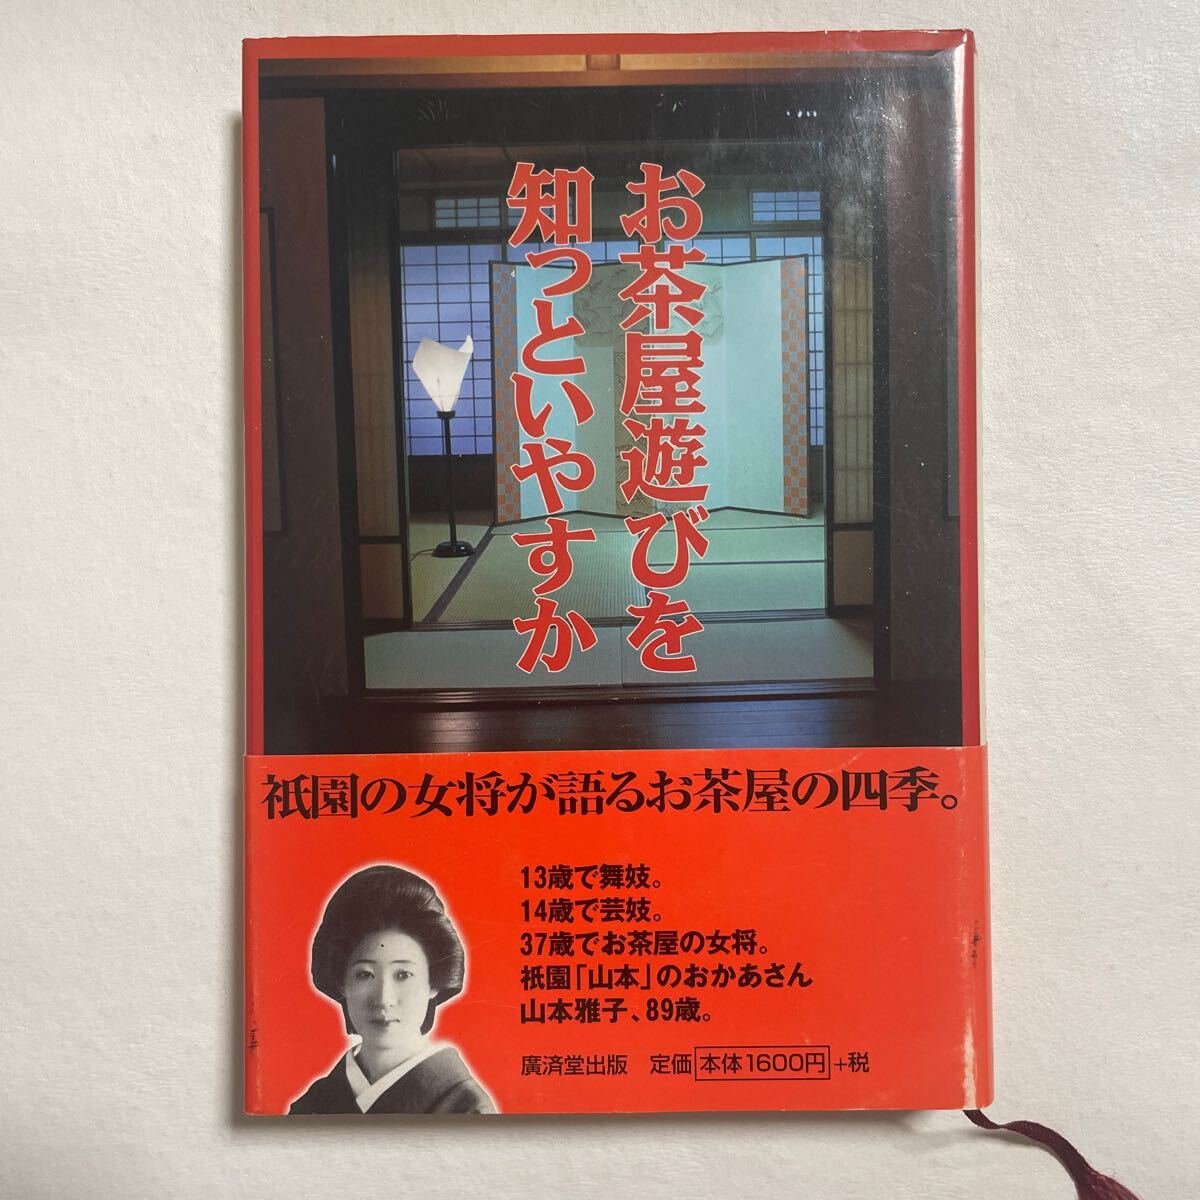 お茶屋遊びを
知っといやすか
祇園の女将が語るお茶屋の四季。
13歳で舞妓。
14歳で芸妓。
37歳でお茶屋の女将。
祇園「山本」のおかあさん
山本雅子、89歳。
廣済堂出版 定価 本体1600円 +税